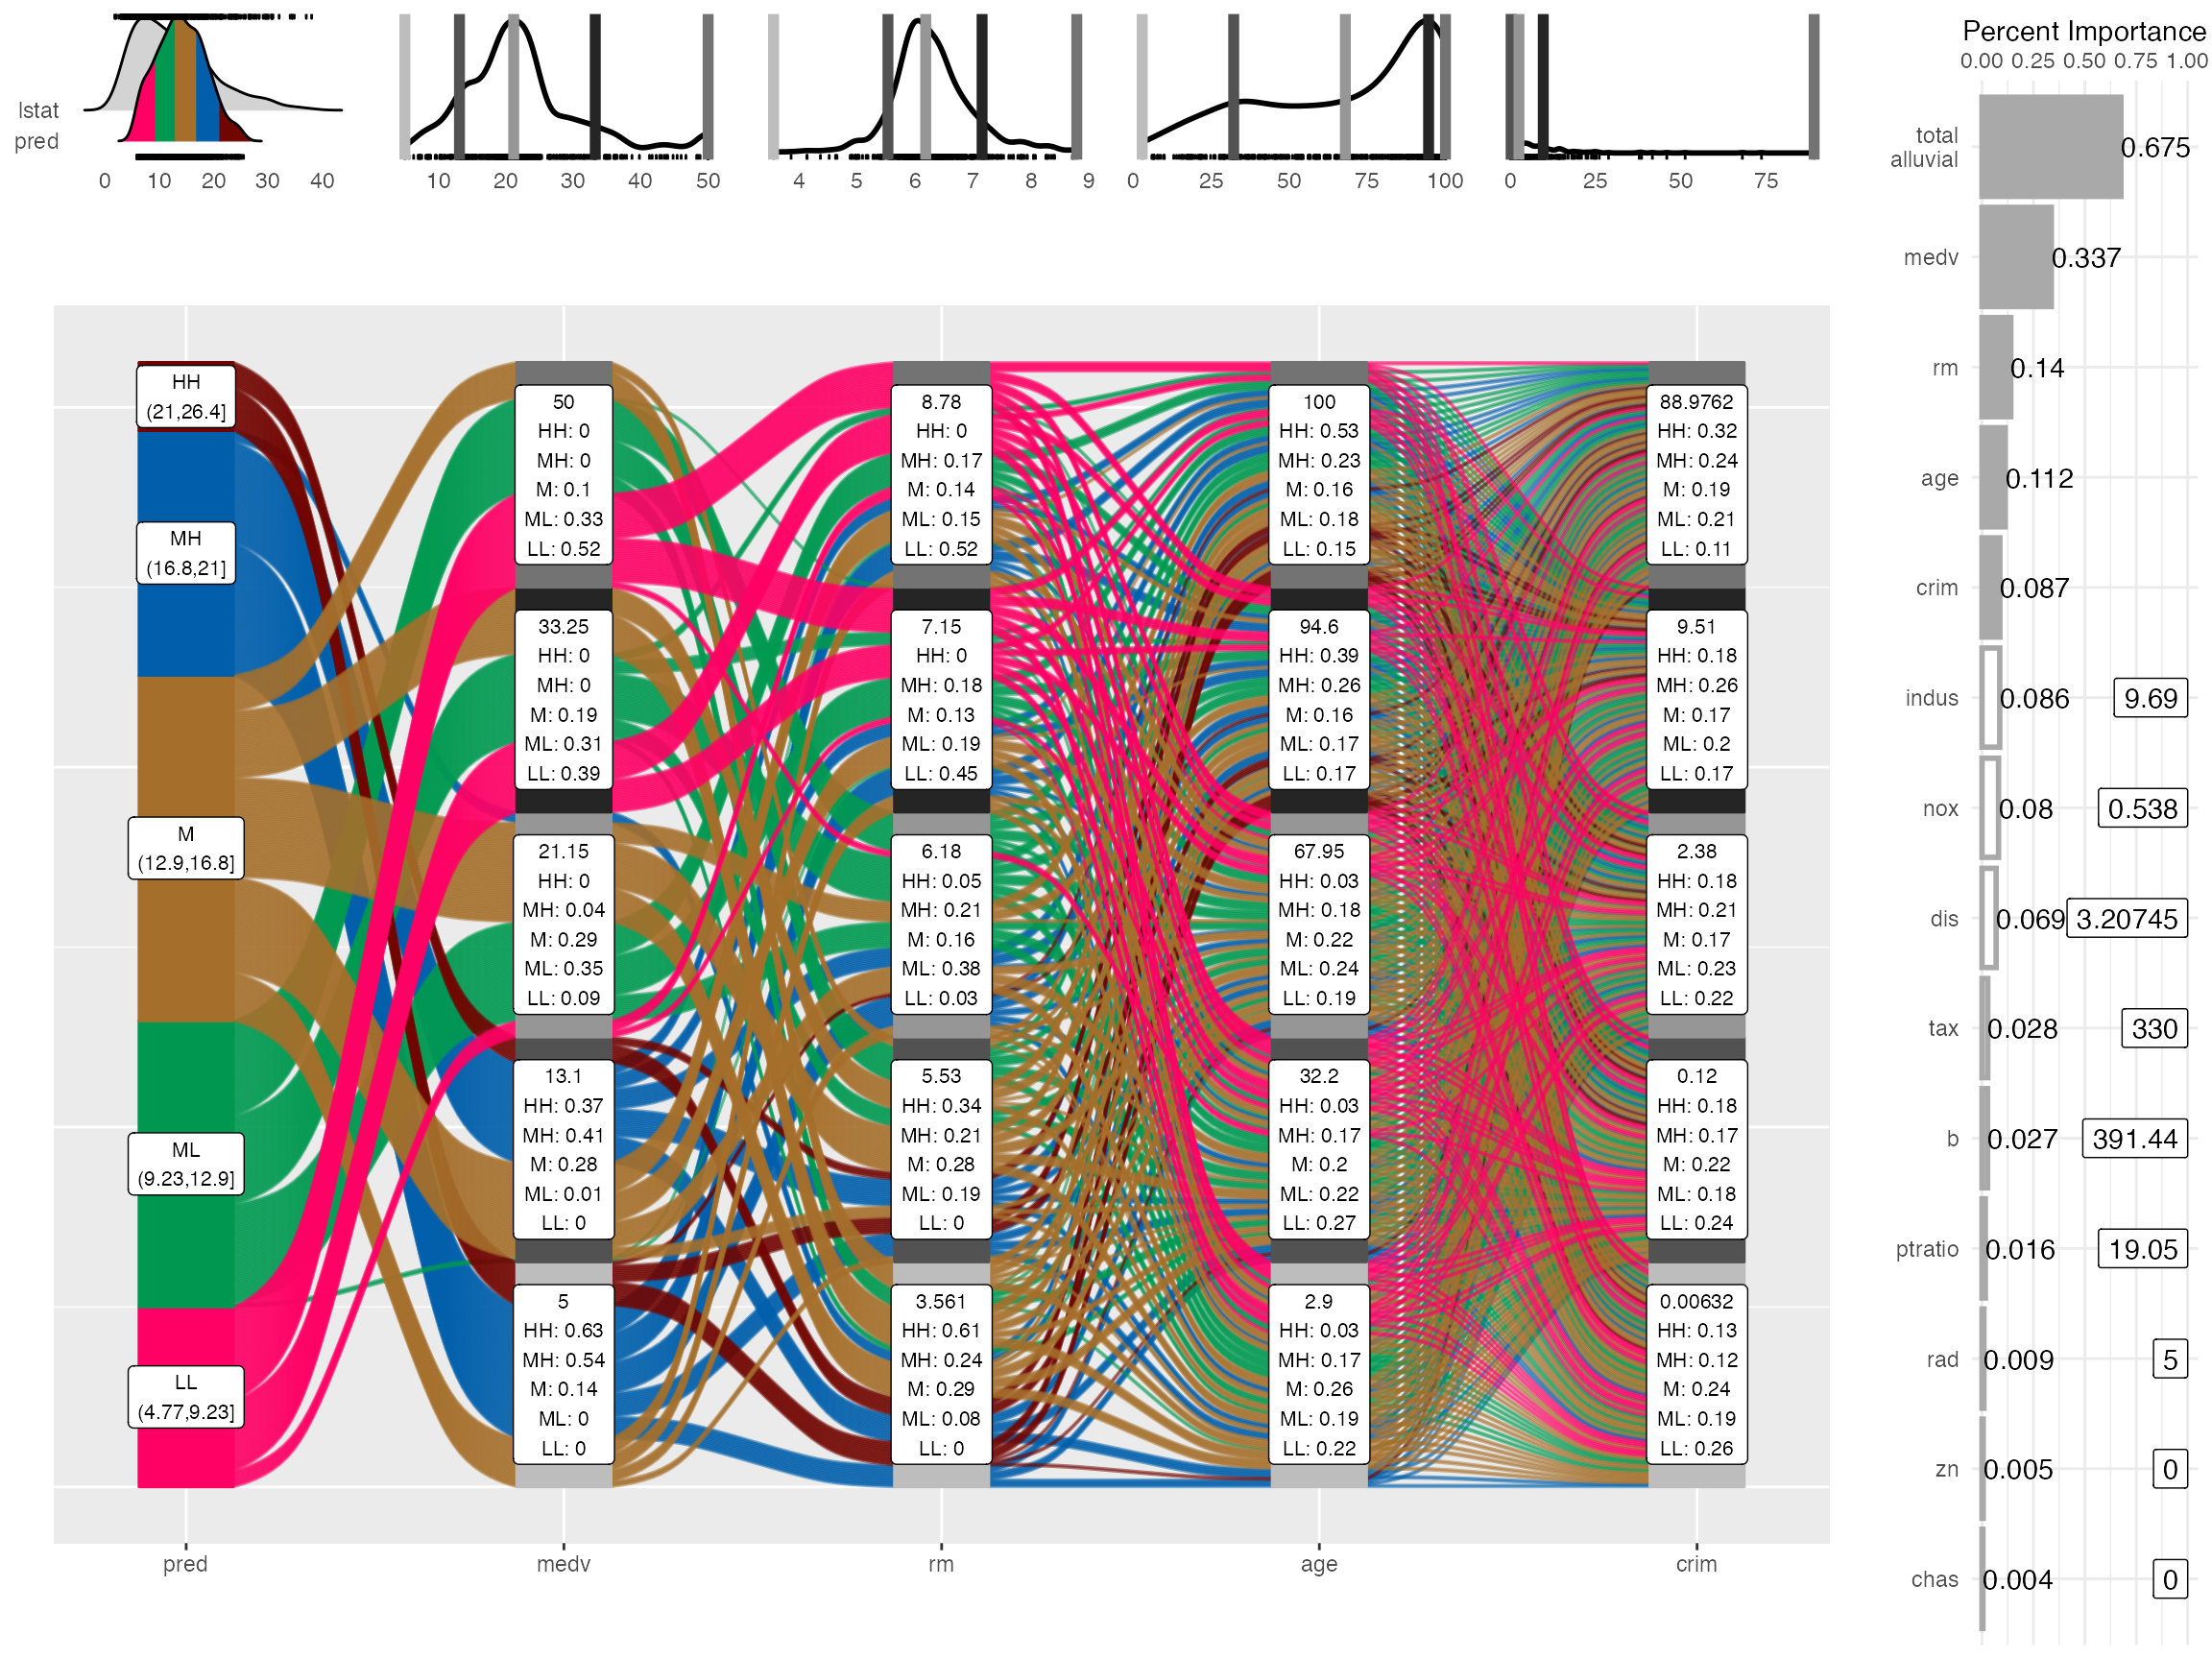 lstat
pred
0 10 20 30 40
10 20 30 40 50
4 5 6 7 8 9
0 25 50 75 100
0 25 50 75
HH
(21,26.4]
MH
(16.8,21]
M
(12.9,16.8]
ML
(9.23,12.9]
LL
(4.77,9.23]
50
HH: 0
MH: 0
M: 0.1
ML: 0.33
LL: 0.52
33.25
HH: 0
MH: 0
M: 0.19
ML: 0.31
LL: 0.39
21.15
HH: 0
MH: 0.04
M: 0.29
ML: 0.35
LL: 0.09
13.1
HH: 0.37
MH: 0.41
M: 0.28
ML: 0.01
LL: 0
5
HH: 0.63
MH: 0.54
M: 0.14
ML: 0
LL: 0
8.78
HH: 0
MH: 0.17
M: 0.14
ML: 0.15
LL: 0.52
7.15
HH: 0
MH: 0.18
M: 0.13
ML: 0.19
LL: 0.45
6.18
HH: 0.05
MH: 0.21
M: 0.16
ML: 0.38
LL: 0.03
5.53
HH: 0.34
MH: 0.21
M: 0.28
ML: 0.19
LL: 0
3.561
HH: 0.61
MH: 0.24
M: 0.29
ML: 0.08
LL: 0
100
HH: 0.53
MH: 0.23
M: 0.16
ML: 0.18
LL: 0.15
94.6
HH: 0.39
MH: 0.26
M: 0.16
ML: 0.17
LL: 0.17
67.95
HH: 0.03
MH: 0.18
M: 0.22
ML: 0.24
LL: 0.19
32.2
HH: 0.03
MH: 0.17
M: 0.2
ML: 0.22
LL: 0.27
2.9
HH: 0.03
MH: 0.17
M: 0.26
ML: 0.19
LL: 0.22
88.9762
HH: 0.32
MH: 0.24
M: 0.19
ML: 0.21
LL: 0.11
9.51
HH: 0.18
MH: 0.26
M: 0.17
ML: 0.2
LL: 0.17
2.38
HH: 0.18
MH: 0.21
M: 0.17
ML: 0.23
LL: 0.22
0.12
HH: 0.18
MH: 0.17
M: 0.22
ML: 0.18
LL: 0.24
0.00632
HH: 0.13
MH: 0.12
M: 0.24
ML: 0.19
LL: 0.26
pred medv rm age crim
Percent Importance
0.00 0.25 0.50 0.75 1.00
total
alluvial 0.675
medv 0.337
rm 0.14
age 0.112
crim 0.087
indus 0.086 9.69
nox 0.08 0.538
dis 0.069 3.20745
tax 0.028 330
b 0.027 391.44
ptratio 0.016 19.05
rad 0.009 5
zn 0.005 0
chas 0.004 0